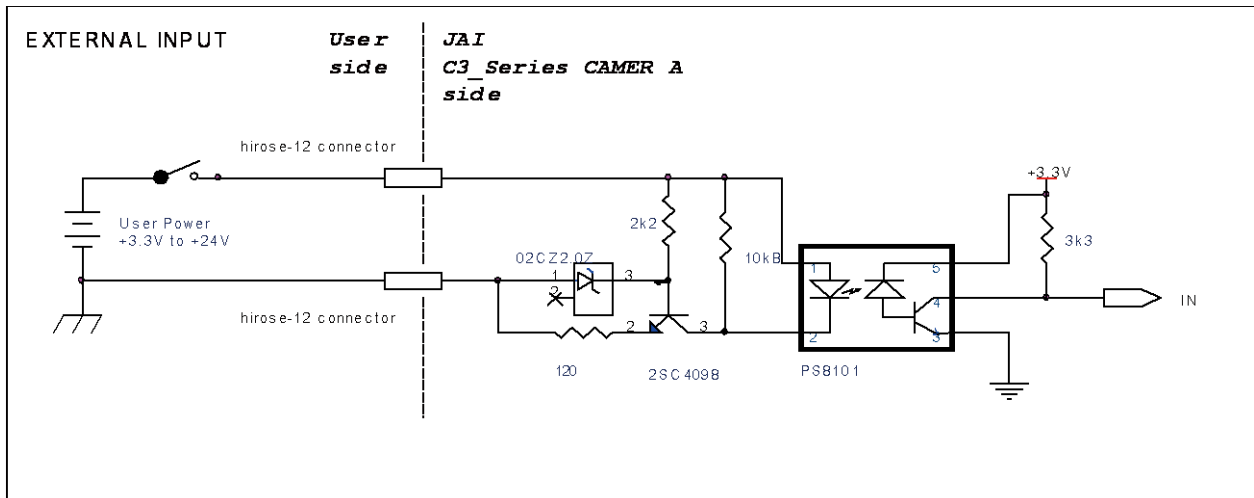 EXTERNAL INPUT
User side
JAI C3_Series CAMER A side
hirose-12 connector
+3.3V
2k2
User Power
+3.3V to +24V
3k3
02CZ2.0Z
10kB
1
3
1
5
2
4
IN
hirose-12 connector
2
3
2
3
120
2SC4098
PS8101